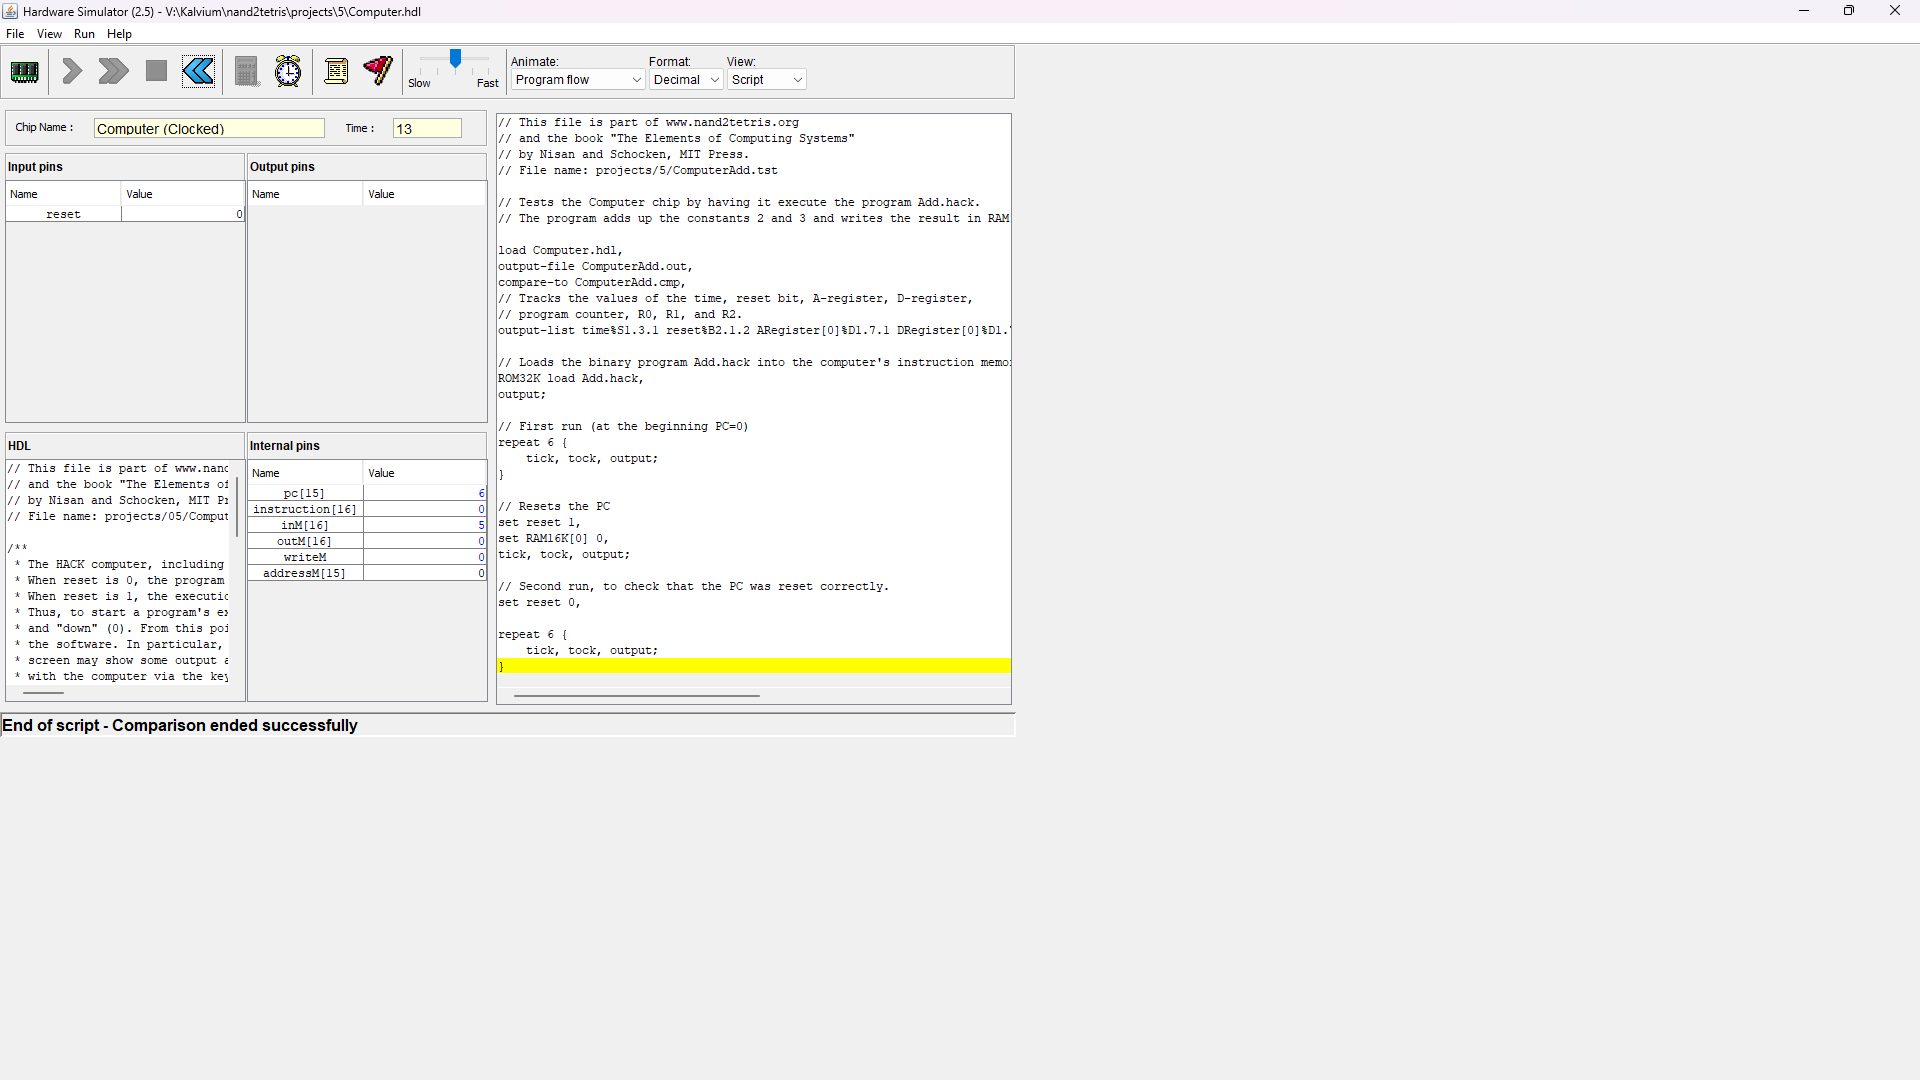 Hardware Simulator (2.5) - V:\Kalvium\nand2tetris\projects\5\Computer.hdl
File View Run Help
Slow Fast
Animate: Format: View:
Program flow Decimal Script
Chip Name : Computer (Clocked) Time : 13
Input pins
Name Value
reset 0
Output pins
Name Value
HDL
// This file is part of www.nanc
// and the book "The Elements of
// by Nisan and Schocken, MIT Pr
// File name: projects/05/Comput
/**
* The HACK computer, including
* When reset is 0, the program
* When reset is 1, the executio
* Thus, to start a program's ex
* and "down" (0). From this poi
* the software. In particular,
* screen may show some output a
* with the computer via the key
Internal pins
Name Value
pc[15] 6
instruction[16] 0
inM[16] 5
outM[16] 0
writeM 0
addressM[15] 0
// This file is part of www.nand2tetris.org
// and the book "The Elements of Computing Systems"
// by Nisan and Schocken, MIT Press.
// File name: projects/5/ComputerAdd.tst
// Tests the Computer chip by having it execute the program Add.hack.
// The program adds up the constants 2 and 3 and writes the result in RAM
load Computer.hdl,
output-file ComputerAdd.out,
compare-to ComputerAdd.cmp,
// Tracks the values of the time, reset bit, A-register, D-register,
// program counter, R0, R1, and R2.
output-list time%S1.3.1 reset%B2.1.2 ARegister[0]%D1.7.1 DRegister[0]%D1.
// Loads the binary program Add.hack into the computer's instruction memo
ROM32K load Add.hack,
output;
// First run (at the beginning PC=0)
repeat 6 {
tick, tock, output;
}
// Resets the PC
set reset 1,
set RAM16K[0] 0,
tick, tock, output;
// Second run, to check that the PC was reset correctly.
set reset 0,
repeat 6 {
tick, tock, output;
}
End of script - Comparison ended successfully